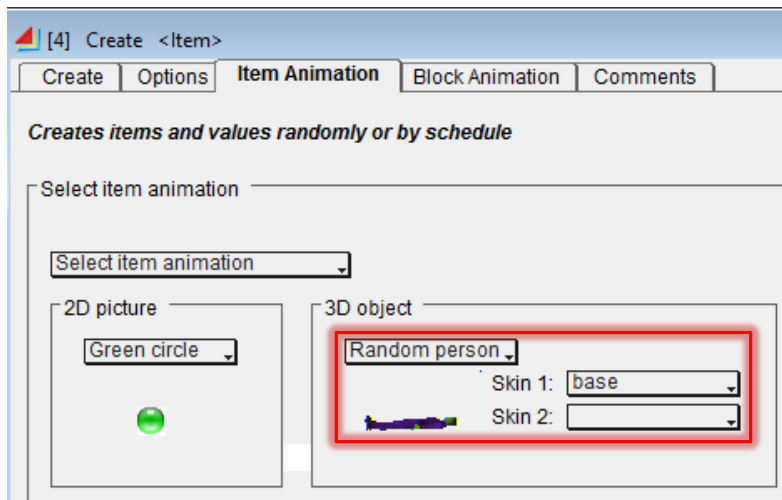 [4] Create <Item>
Create Options Item Animation Block Animation Comments
Creates items and values randomly or by schedule
Select item animation
Select item animation
2D picture
Green circle
3D object
Random person
Skin 1: base
Skin 2: